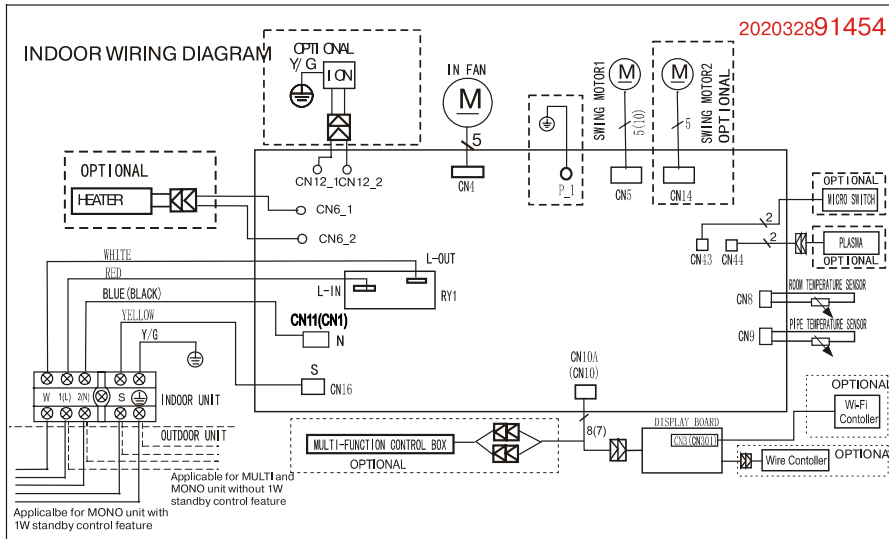 INDOOR WIRING DIAGRAM
202032891454
OPTIONAL
Y/G
ION
CN12_1
CN12_2
IN FAN
M
5
CN4
P_1
SWING MOTOR1
M
5(10)
CN5
SWING MOTOR2
OPTIONAL
M
5
CN14
OPTIONAL
HEATER
CN6_1
CN6_2
OPTIONAL
MICRO SWITCH
2
CN43
2
CN44
PLASMA
OPTIONAL
CN8
ROOM TEMPERATURE SENSOR
CN9
PIPE TEMPERATURE SENSOR
WHITE
L-OUT
RED
L-IN
RY1
BLUE(BLACK)
CN11(CN1)
N
YELLOW
Y/G
S
CN16
W 1(L) 2(N) S
INDOOR UNIT
OUTDOOR UNIT
Applicable for MULTI and
MONO unit without 1W
standby control feature
Applicalbe for MONO unit with
1W standby control feature
CN10A
(CN10)
8(7)
MULTI-FUNCTION CONTROL BOX
OPTIONAL
DISPLAY BOARD
CN3(CN301)
OPTIONAL
Wi-Fi
Contoller
OPTIONA
Wire Contoller